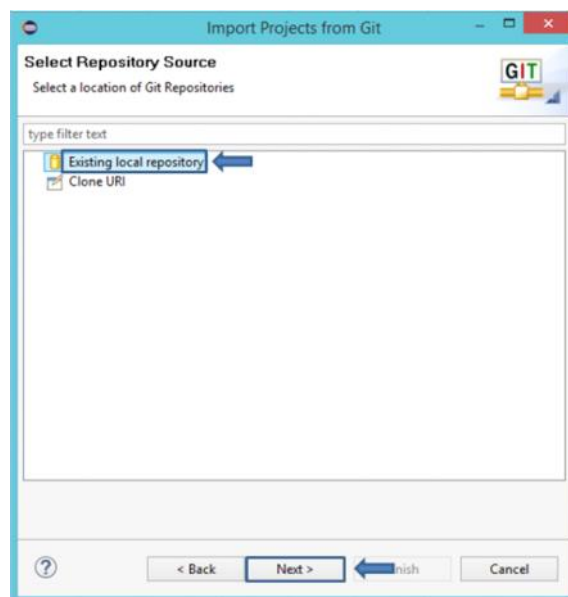 Import Projects from Git
Select Repository Source
Select a location of Git Repositories
GIT
type filter text
Existing local repository
Clone URI
< Back Next > nish Cancel